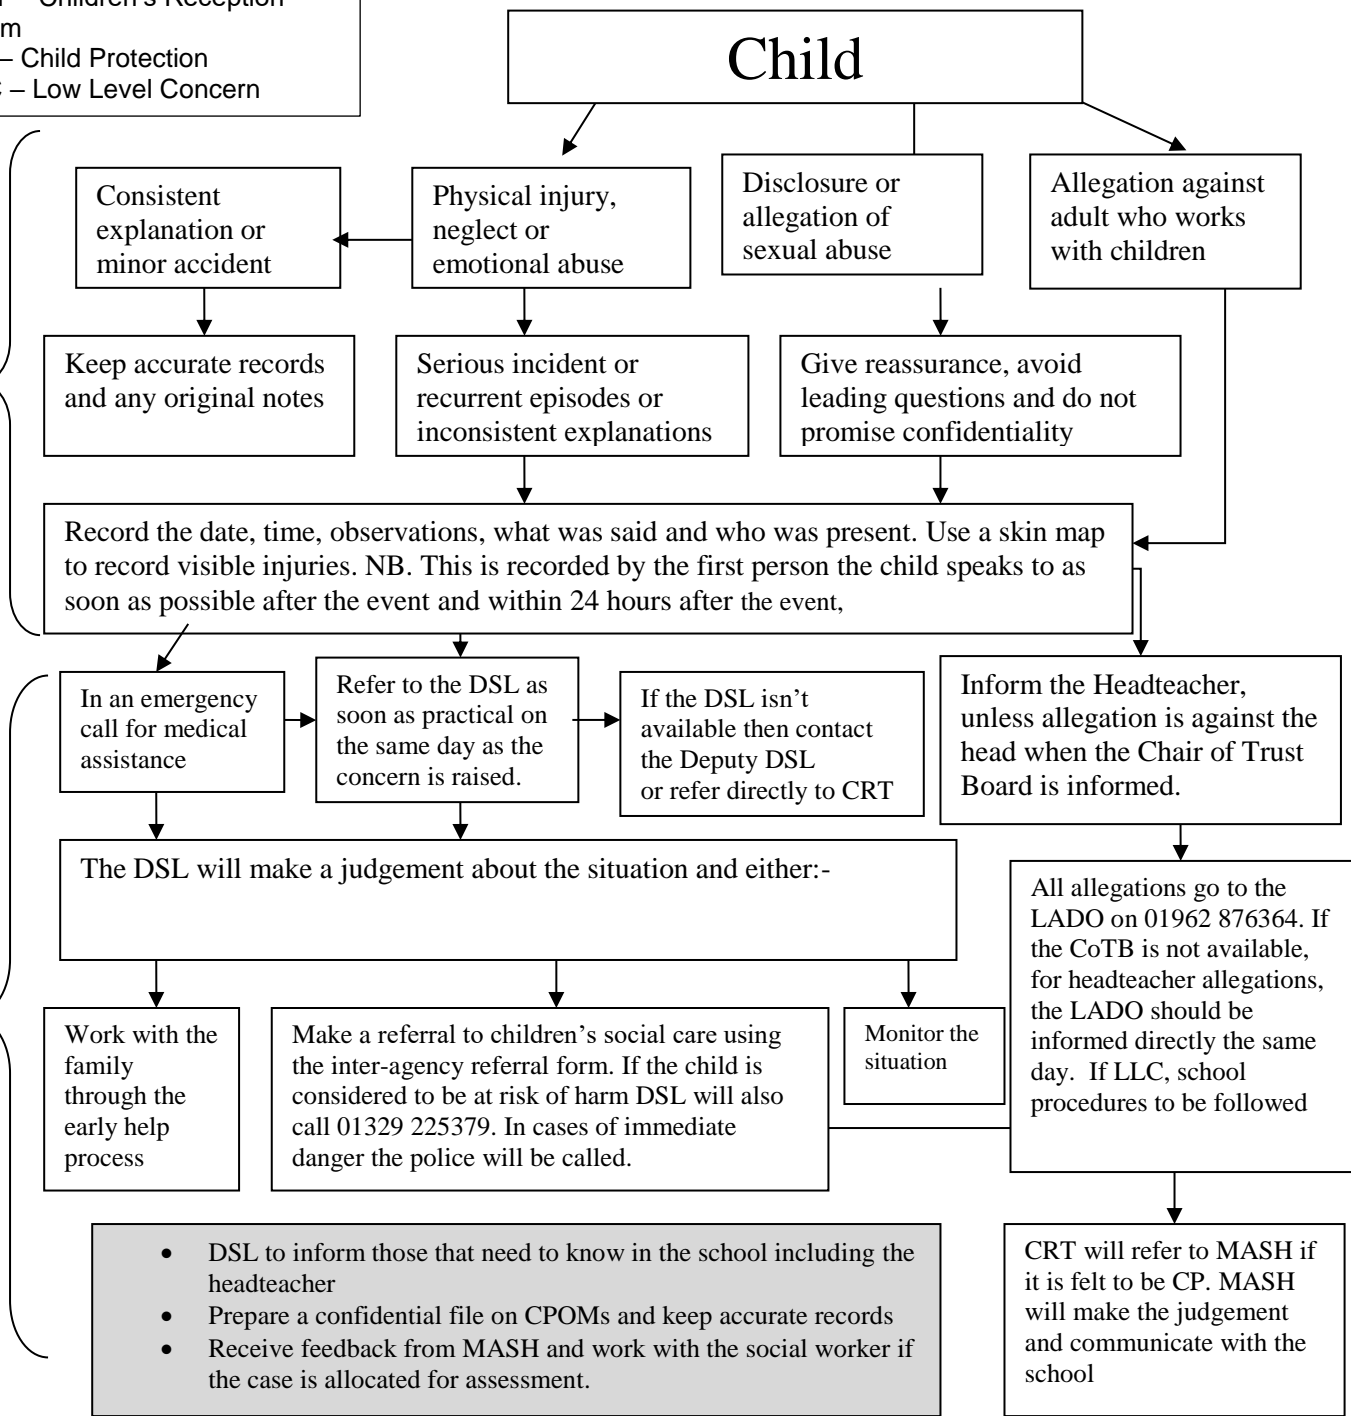 – Children's Reception
m
– Child Protection
– Low Level Concern
Child
Consistent
explanation or
minor accident
Physical injury,
neglect or
emotional abuse
Disclosure or
allegation of
sexual abuse
Allegation against
adult who works
with children
Keep accurate records
and any original notes
Serious incident or
recurrent episodes or
inconsistent explanations
Give reassurance, avoid
leading questions and do not
promise confidentiality
Record the date, time, observations, what was said and who was present. Use a skin map
to record visible injuries. NB. This is recorded by the first person the child speaks to as
soon as possible after the event and within 24 hours after the event,
In an emergency
call for medical
assistance
Refer to the DSL as
soon as practical on
the same day as the
concern is raised.
If the DSL isn't
available then contact
the Deputy DSL
or refer directly to CRT
Inform the Headteacher,
unless allegation is against the
head when the Chair of Trust
Board is informed.
The DSL will make a judgement about the situation and either:-
All allegations go to the
LADO on 01962 876364. If
the CoTB is not available,
for headteacher allegations,
the LADO should be
informed directly the same
day.  If LLC, school
procedures to be followed
Work with the
family
through the
early help
process
Make a referral to children's social care using
the inter-agency referral form. If the child is
considered to be at risk of harm DSL will also
call 01329 225379. In cases of immediate
danger the police will be called.
Monitor the
situation
• DSL to inform those that need to know in the school including the
headteacher
• Prepare a confidential file on CPOMs and keep accurate records
• Receive feedback from MASH and work with the social worker if
the case is allocated for assessment.
CRT will refer to MASH if
it is felt to be CP. MASH
will make the judgement
and communicate with the
school